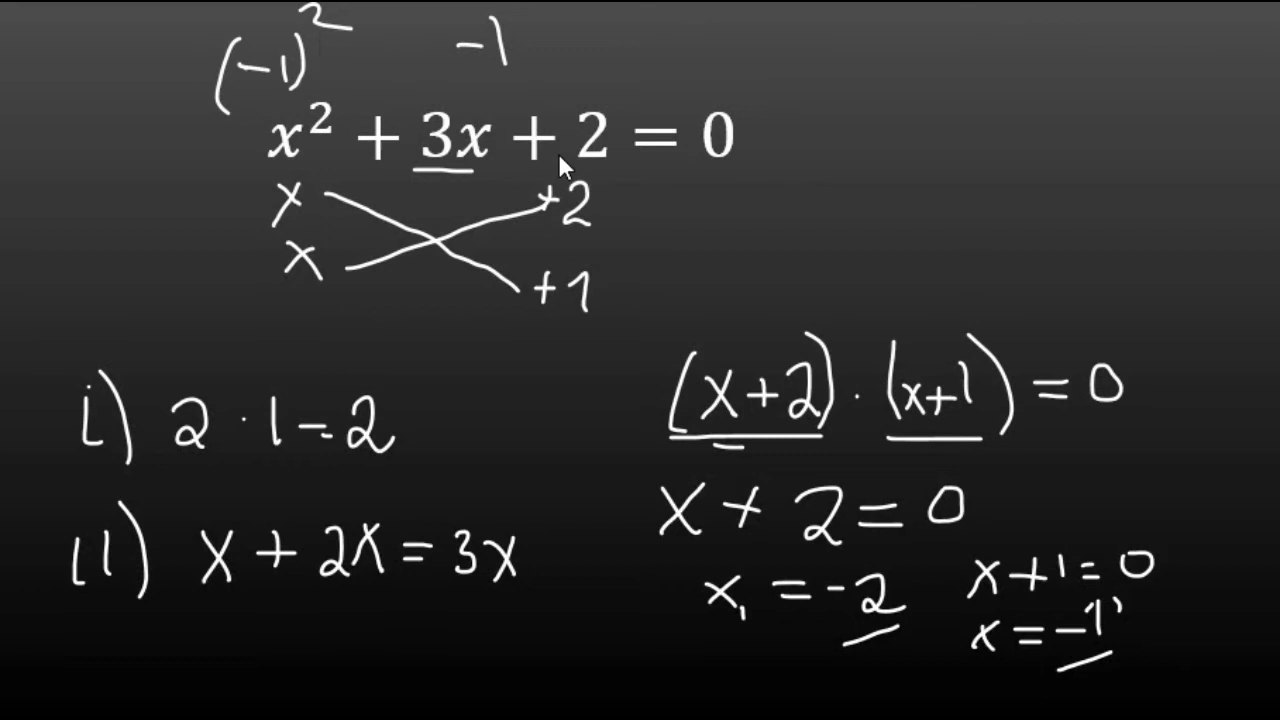 (-1)² -1
x² + 3x + 2 = 0
x +2
x +1
(x+2) · (x+1) = 0
i) 2 · 1 = 2
x + 2 = 0
ii) x + 2x = 3x
x+1=0
x₁ = -2
x = -1